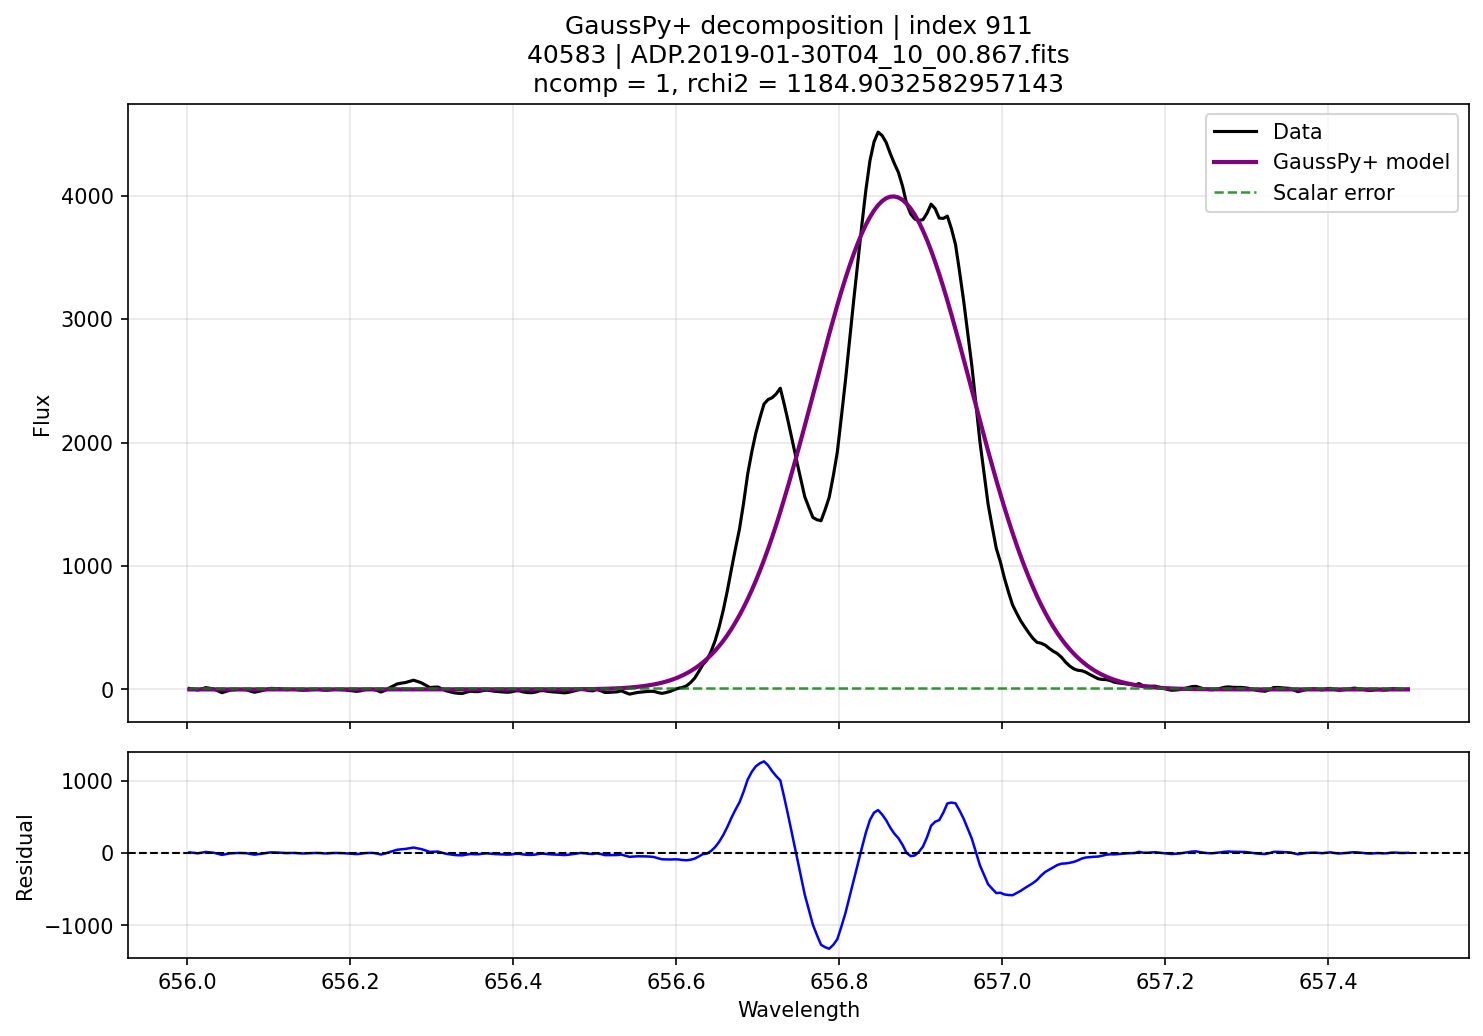 GaussPy+ decomposition | index 911
40583 | ADP.2019-01-30T04_10_00.867.fits
ncomp = 1, rchi2 = 1184.9032582957143
Data
GaussPy+ model
Scalar error
4000
3000
2000
1000
0
Flux
1000
0
−1000
Residual
656.0 656.2 656.4 656.6 656.8 657.0 657.2 657.4
Wavelength